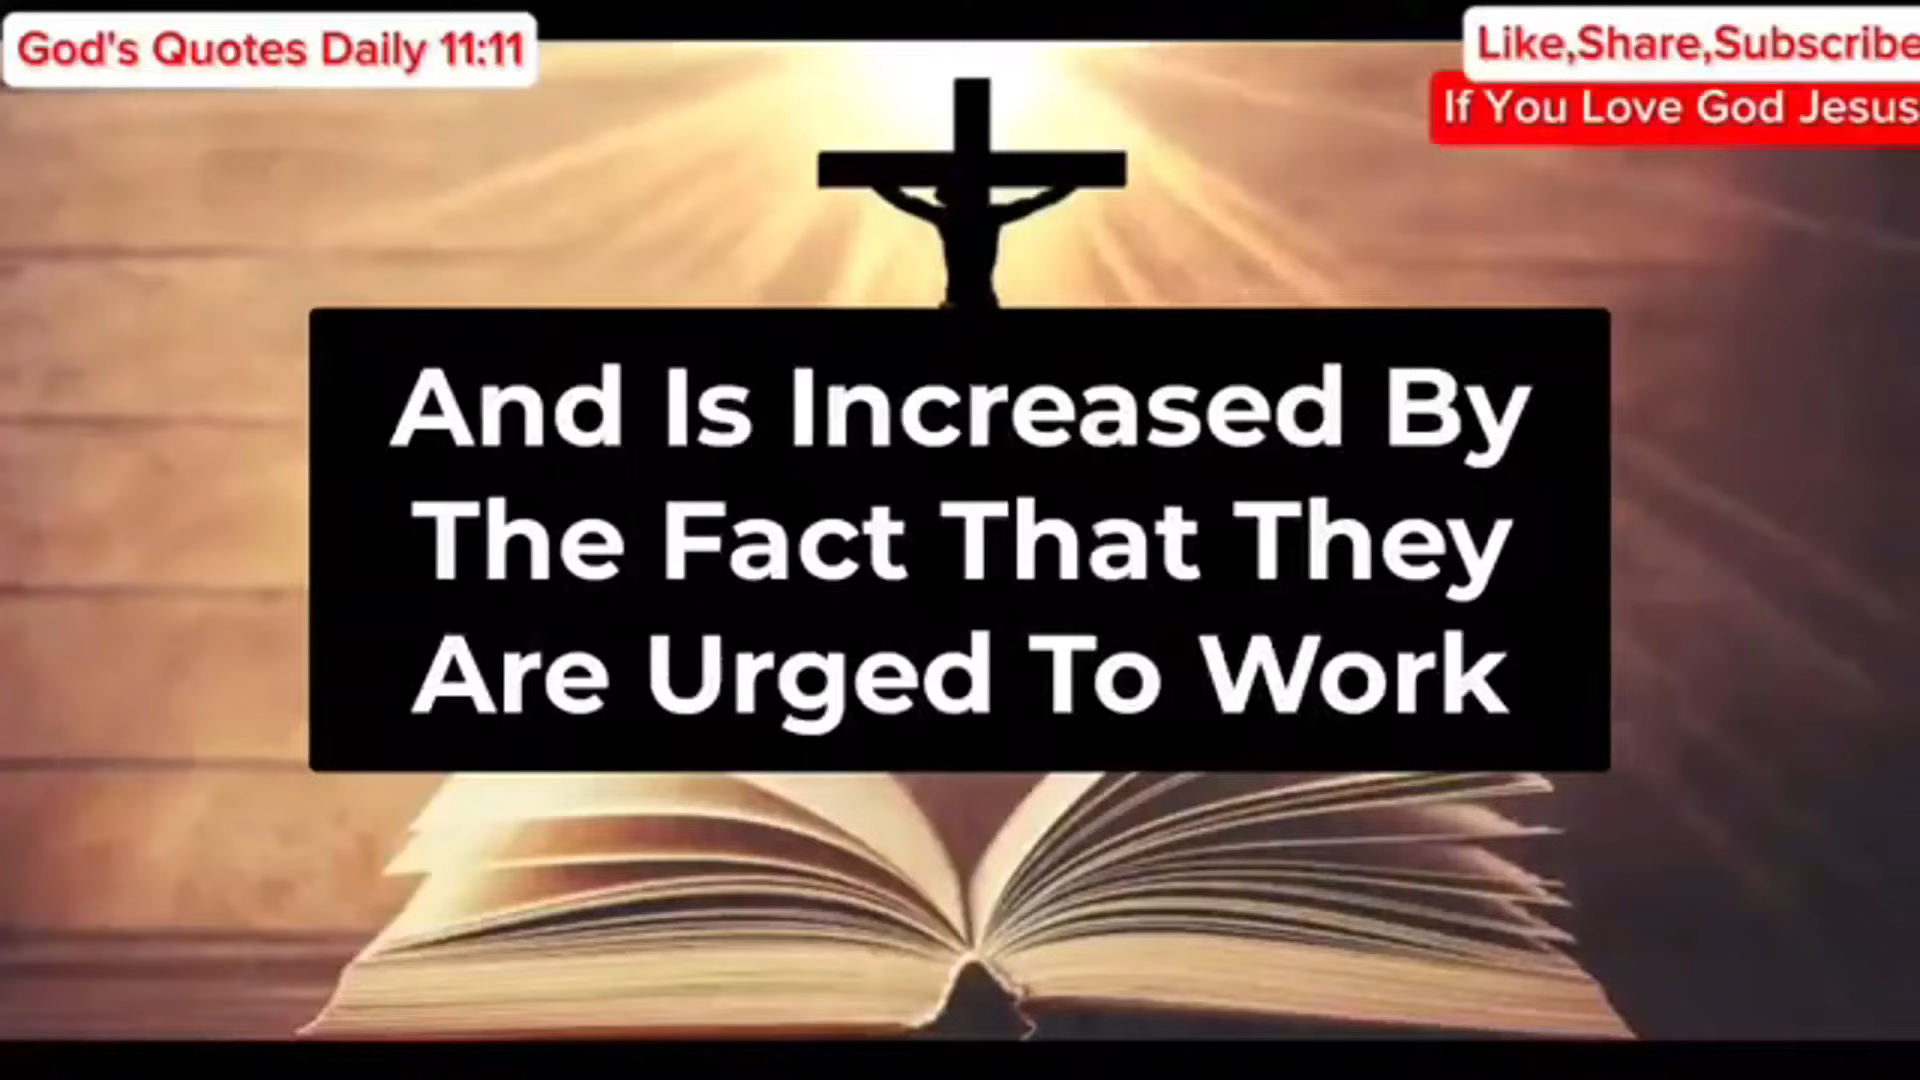 God's Quotes Daily 11:11
Like,Share,Subscribe
If You Love God Jesus
And Is Increased By
The Fact That They
Are Urged To Work